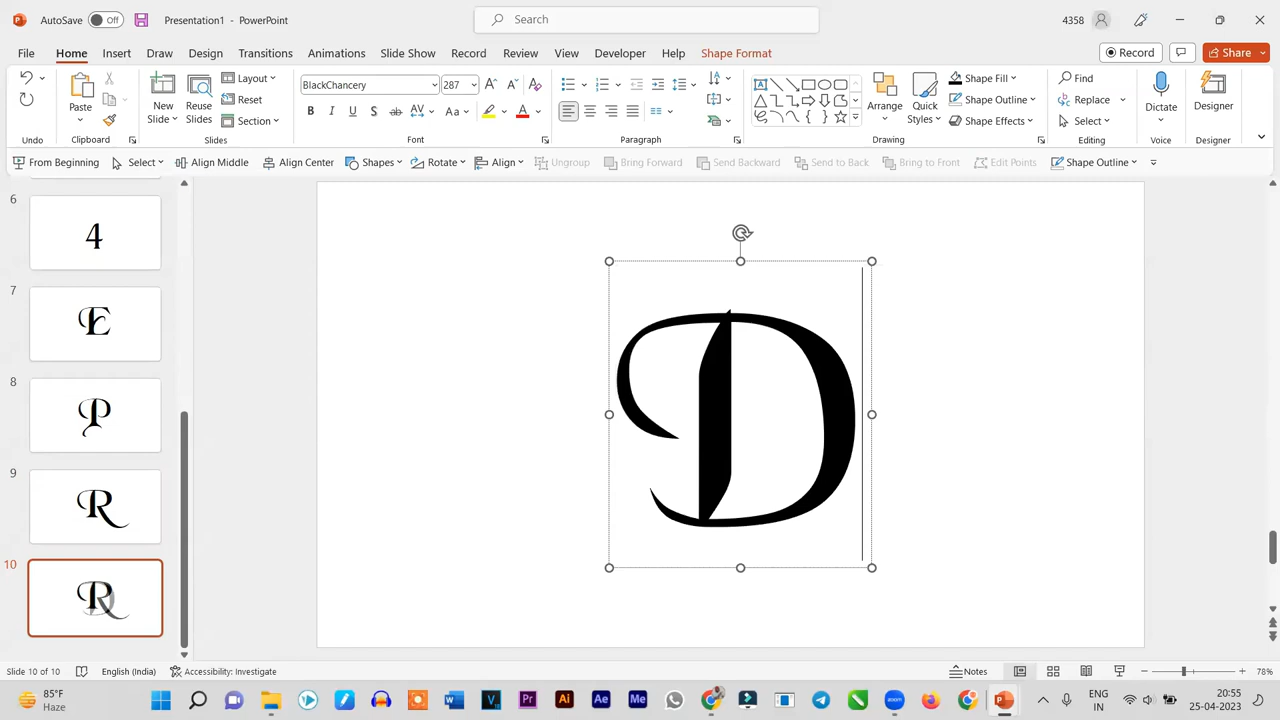 AutoSave Off Presentation1 - PowerPoint Search 4358
File Home Insert Draw Design Transitions Animations Slide Show Record Review View Developer Help Shape Format Record Share
Paste New Slide Reuse Slides Layout Reset Section BlackChancery 287 B I U S ab AV Aa A Arrange Quick Styles Shape Fill Shape Outline Shape Effects Find Replace Select Dictate Designer
Undo Clipboard Slides Font Paragraph Drawing Editing Voice Designer
From Beginning Select Align Middle Align Center Shapes Rotate Align Ungroup Bring Forward Send Backward Send to Back Bring to Front Edit Points Shape Outline
6
4
7
E
8
P
9
R
10
R
D
Slide 10 of 10 English (India) Accessibility: Investigate Notes 78%
85°F
Haze
ENG
IN
20:55
25-04-2023